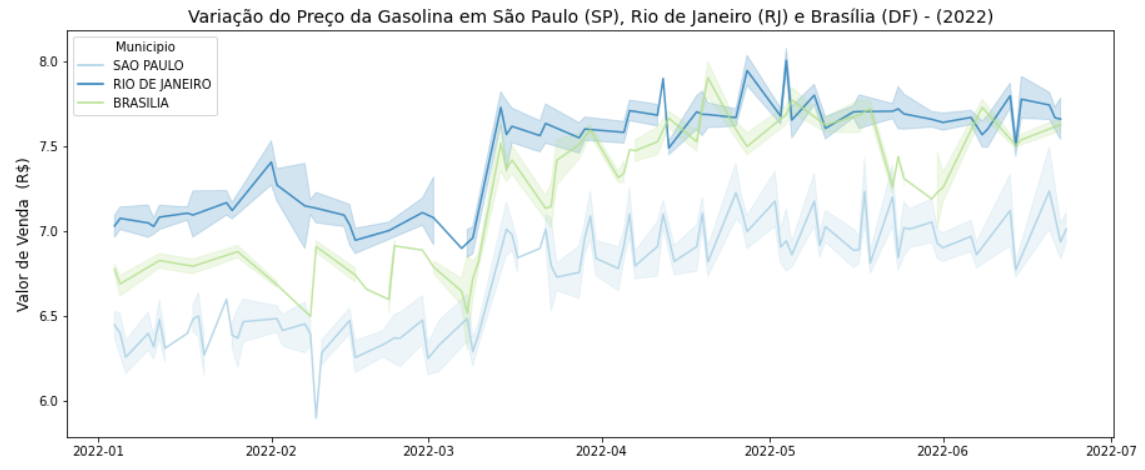 Variação do Preço da Gasolina em São Paulo (SP), Rio de Janeiro (RJ) e Brasília (DF) - (2022)
Municipio
SAO PAULO
RIO DE JANEIRO
BRASILIA
Valor de Venda (R$)
8.0
7.5
7.0
6.5
6.0
2022-01 2022-02 2022-03 2022-04 2022-05 2022-06 2022-07